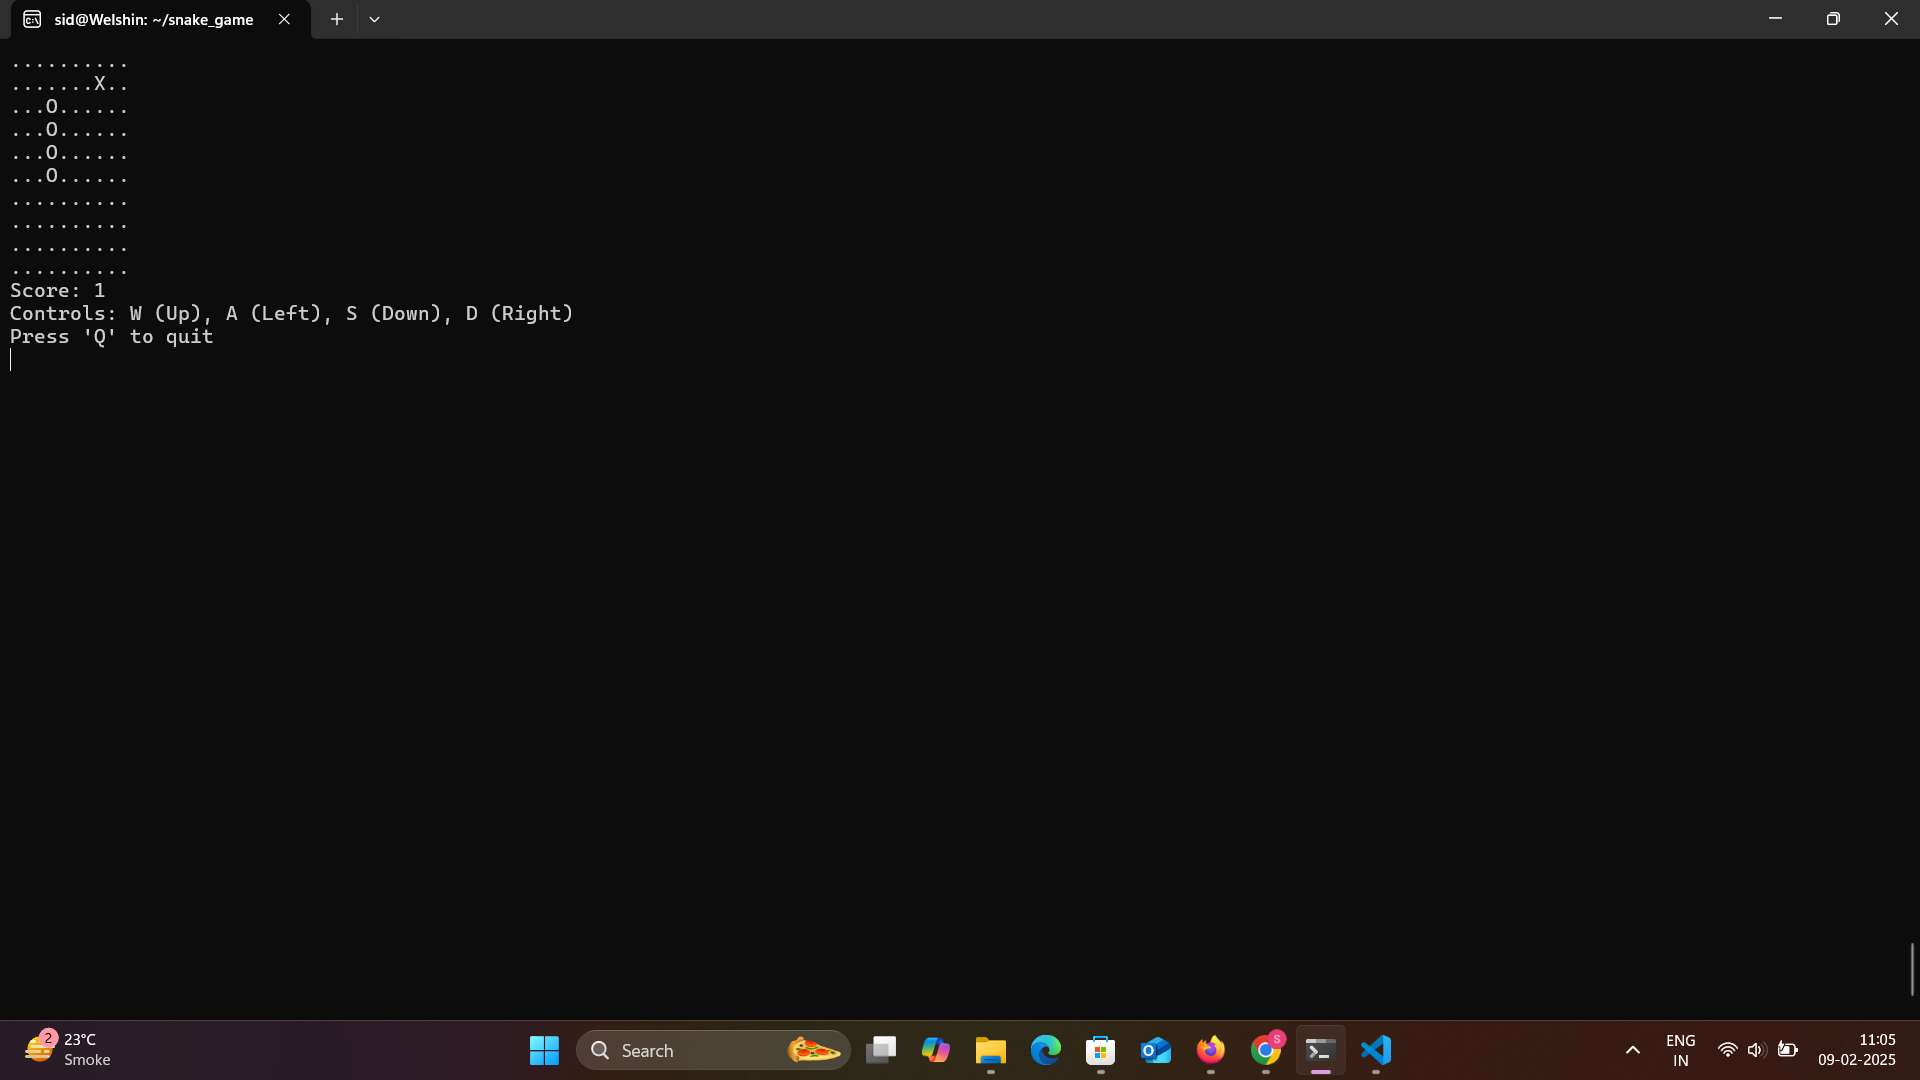 sid@Welshin: ~/snake_game
..........
.......X..
...O......
...O......
...O......
...O......
..........
..........
..........
..........
Score: 1
Controls: W (Up), A (Left), S (Down), D (Right)
Press 'Q' to quit
2
23°C
Smoke
Search
S
ENG
IN
11:05
09-02-2025